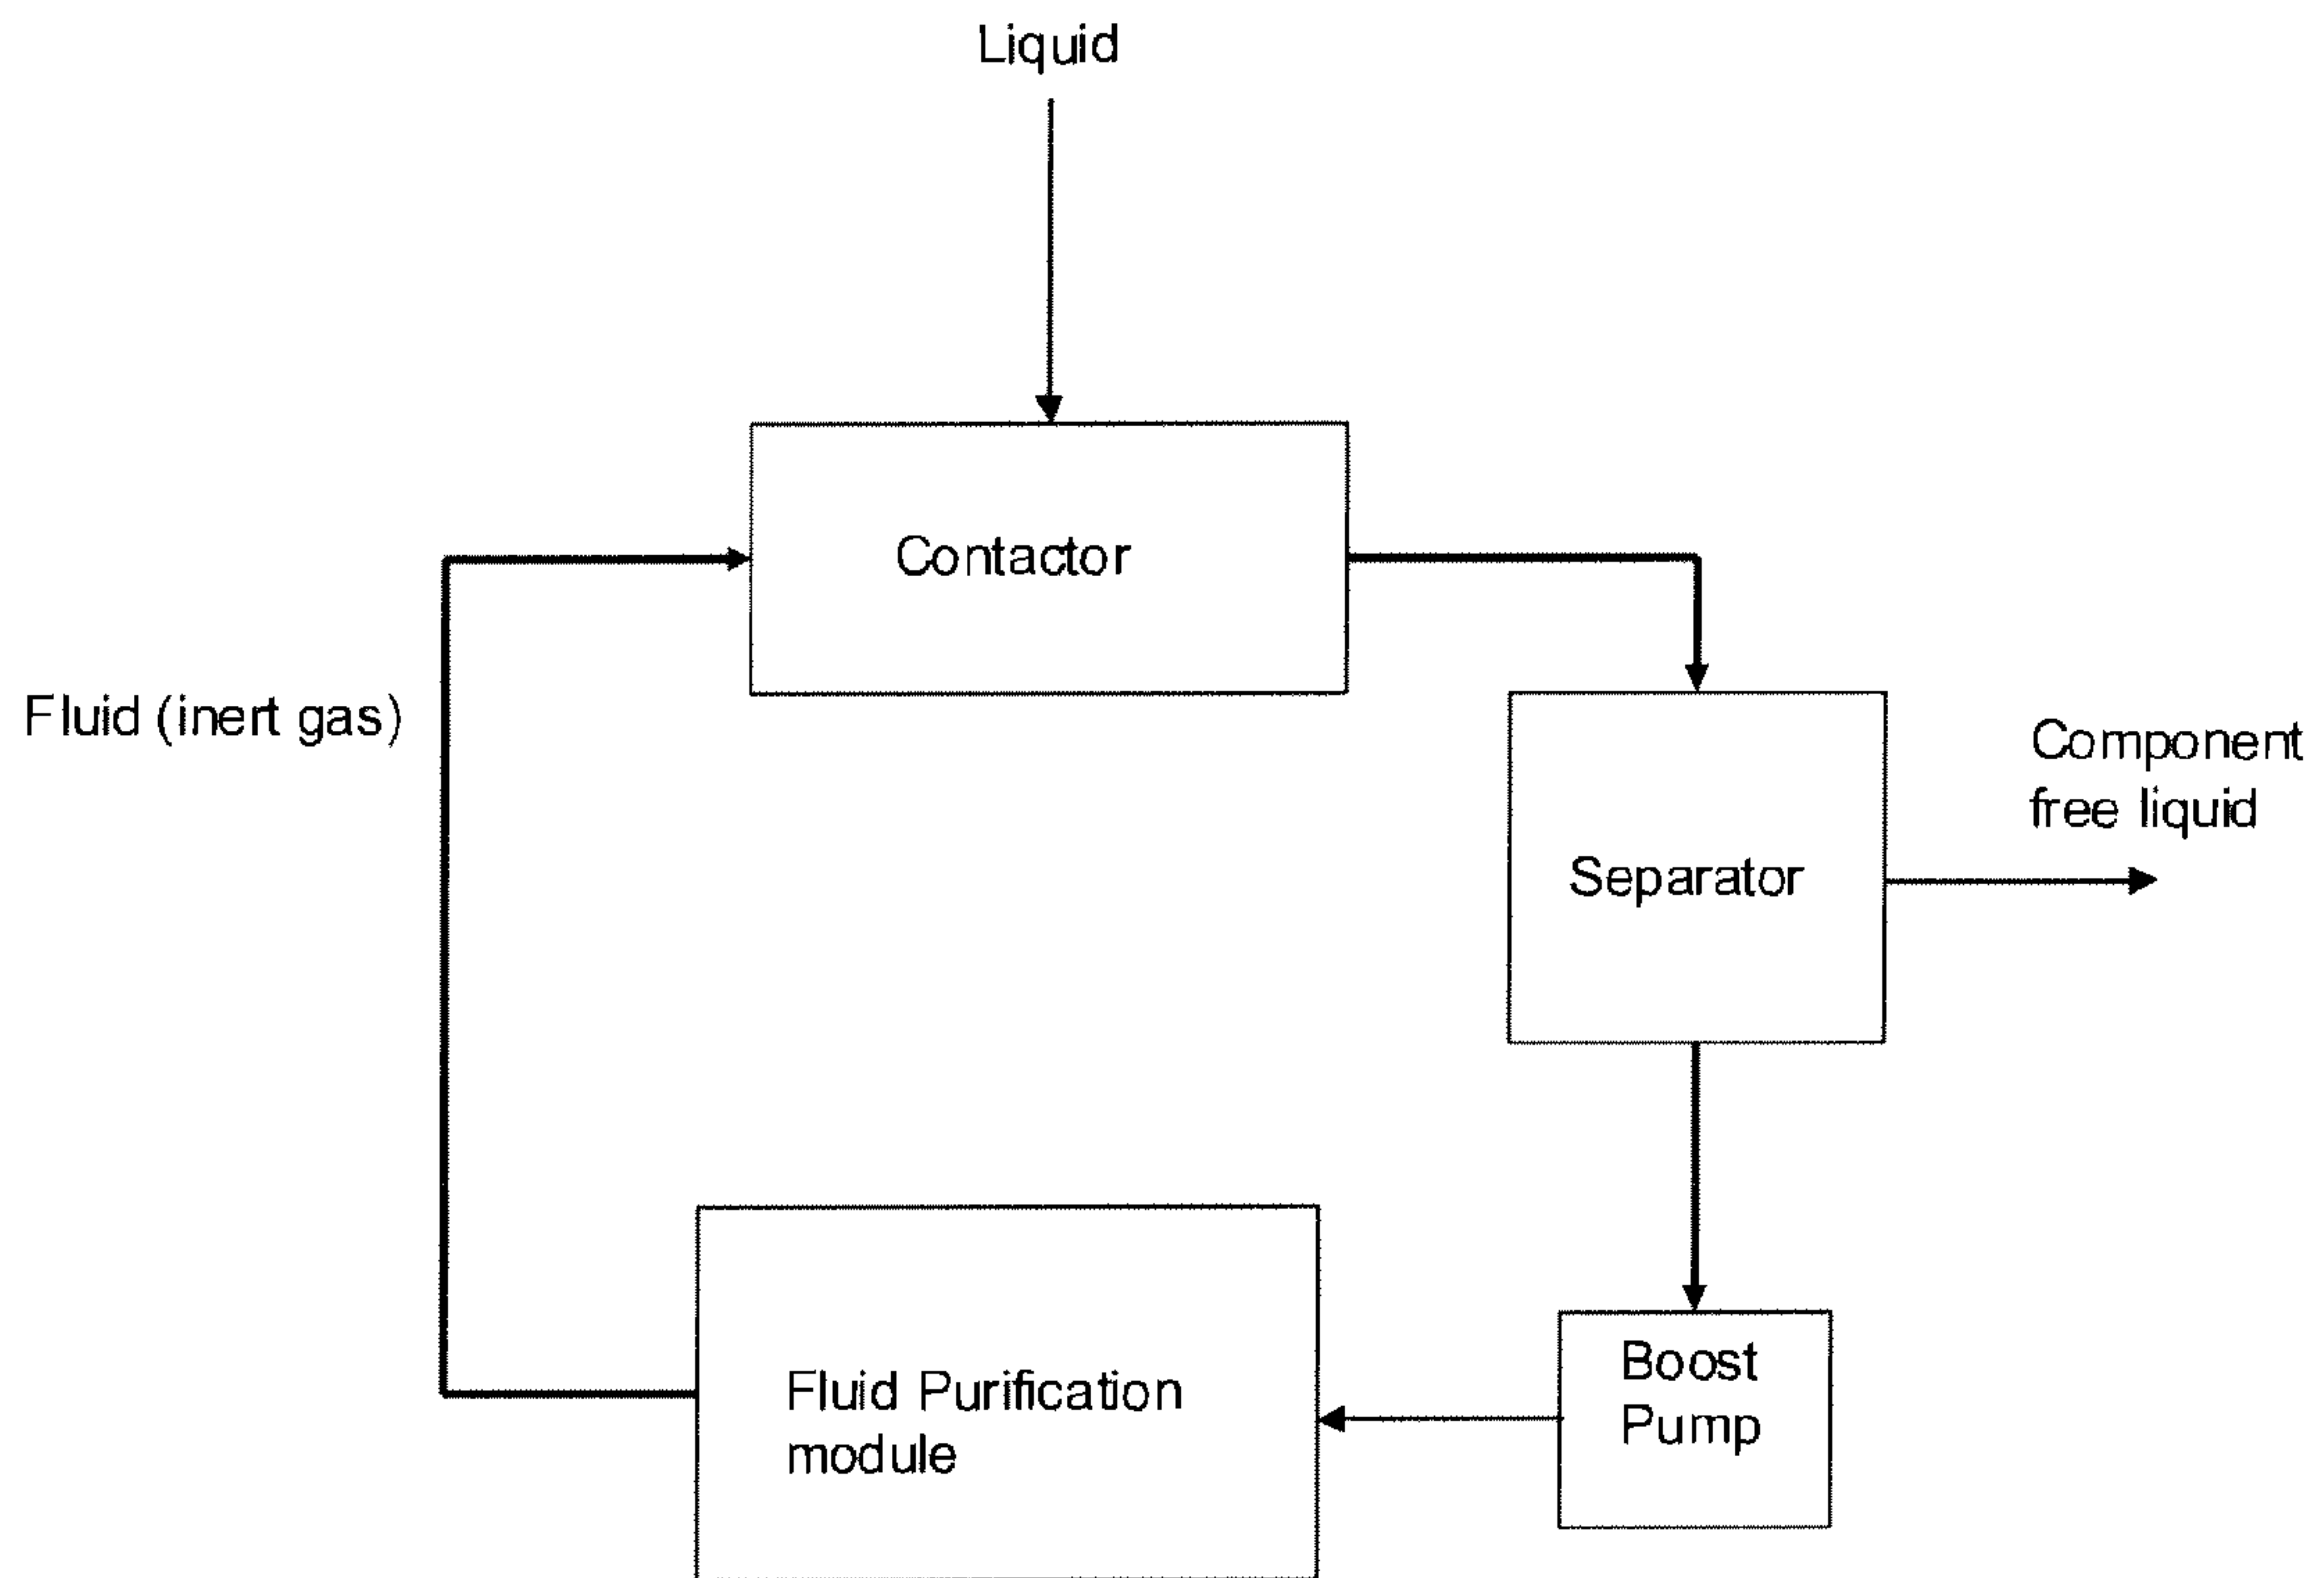 Liquid
Contactor
Fluid (inert gas)
Component
free liquid
Separator
Boost
Pump
Fluid Purification
module